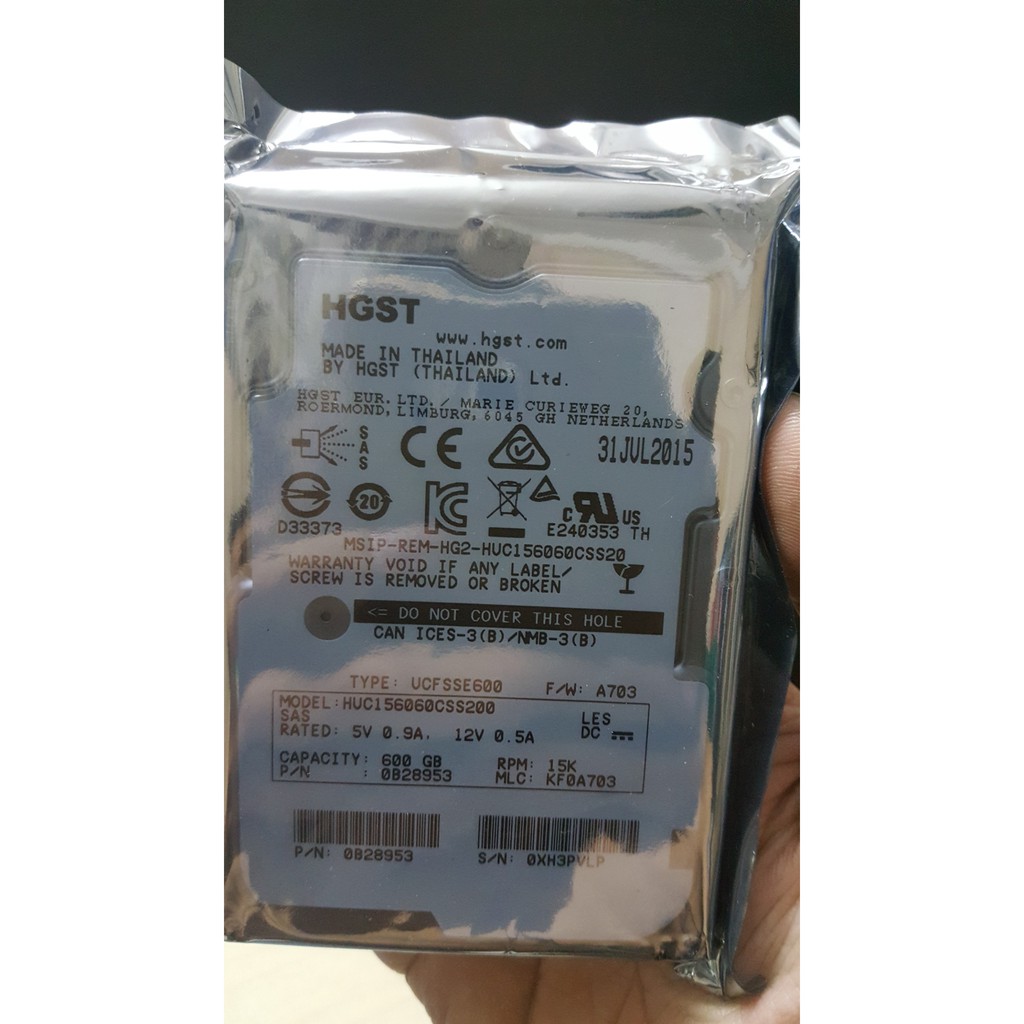 HGST
www.hgst.com
MADE IN THAILAND
BY HGST (THAILAND) Ltd.
HGST EUR. LTD. / MARIE CURIEWEG 20,
ROERMOND, LIMBURG, 6045 GH NETHERLANDS
SAS
CE
31JUL2015
20
D33373
KC
C UR US
E240353 TH
MSIP-REM-HG2-HUC156060CSS20
WARRANTY VOID IF ANY LABEL/
SCREW IS REMOVED OR BROKEN
<= DO NOT COVER THIS HOLE
CAN ICES-3(B)/NMB-3(B)
TYPE: UCFSSE600 F/W: A703
MODEL:HUC156060CSS200
SAS LES
RATED: 5V 0.9A, 12V 0.5A DC
CAPACITY: 600 GB RPM: 15K
P/N : 0B28953 MLC: KF0A703
P/N: 0B28953 S/N: 0XH3PVLP